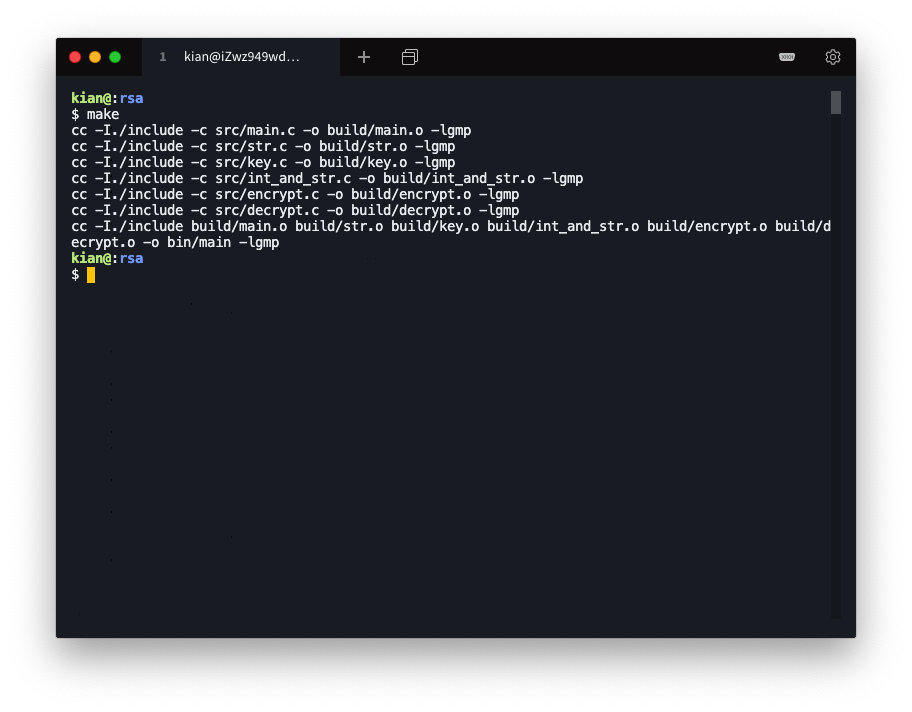 1 kian@iZwz949wd...
kian@:rsa
$ make
cc -I./include -c src/main.c -o build/main.o -lgmp
cc -I./include -c src/str.c -o build/str.o -lgmp
cc -I./include -c src/key.c -o build/key.o -lgmp
cc -I./include -c src/int_and_str.c -o build/int_and_str.o -lgmp
cc -I./include -c src/encrypt.c -o build/encrypt.o -lgmp
cc -I./include -c src/decrypt.c -o build/decrypt.o -lgmp
cc -I./include build/main.o build/str.o build/key.o build/int_and_str.o build/encrypt.o build/d
ecrypt.o -o bin/main -lgmp
kian@:rsa
$